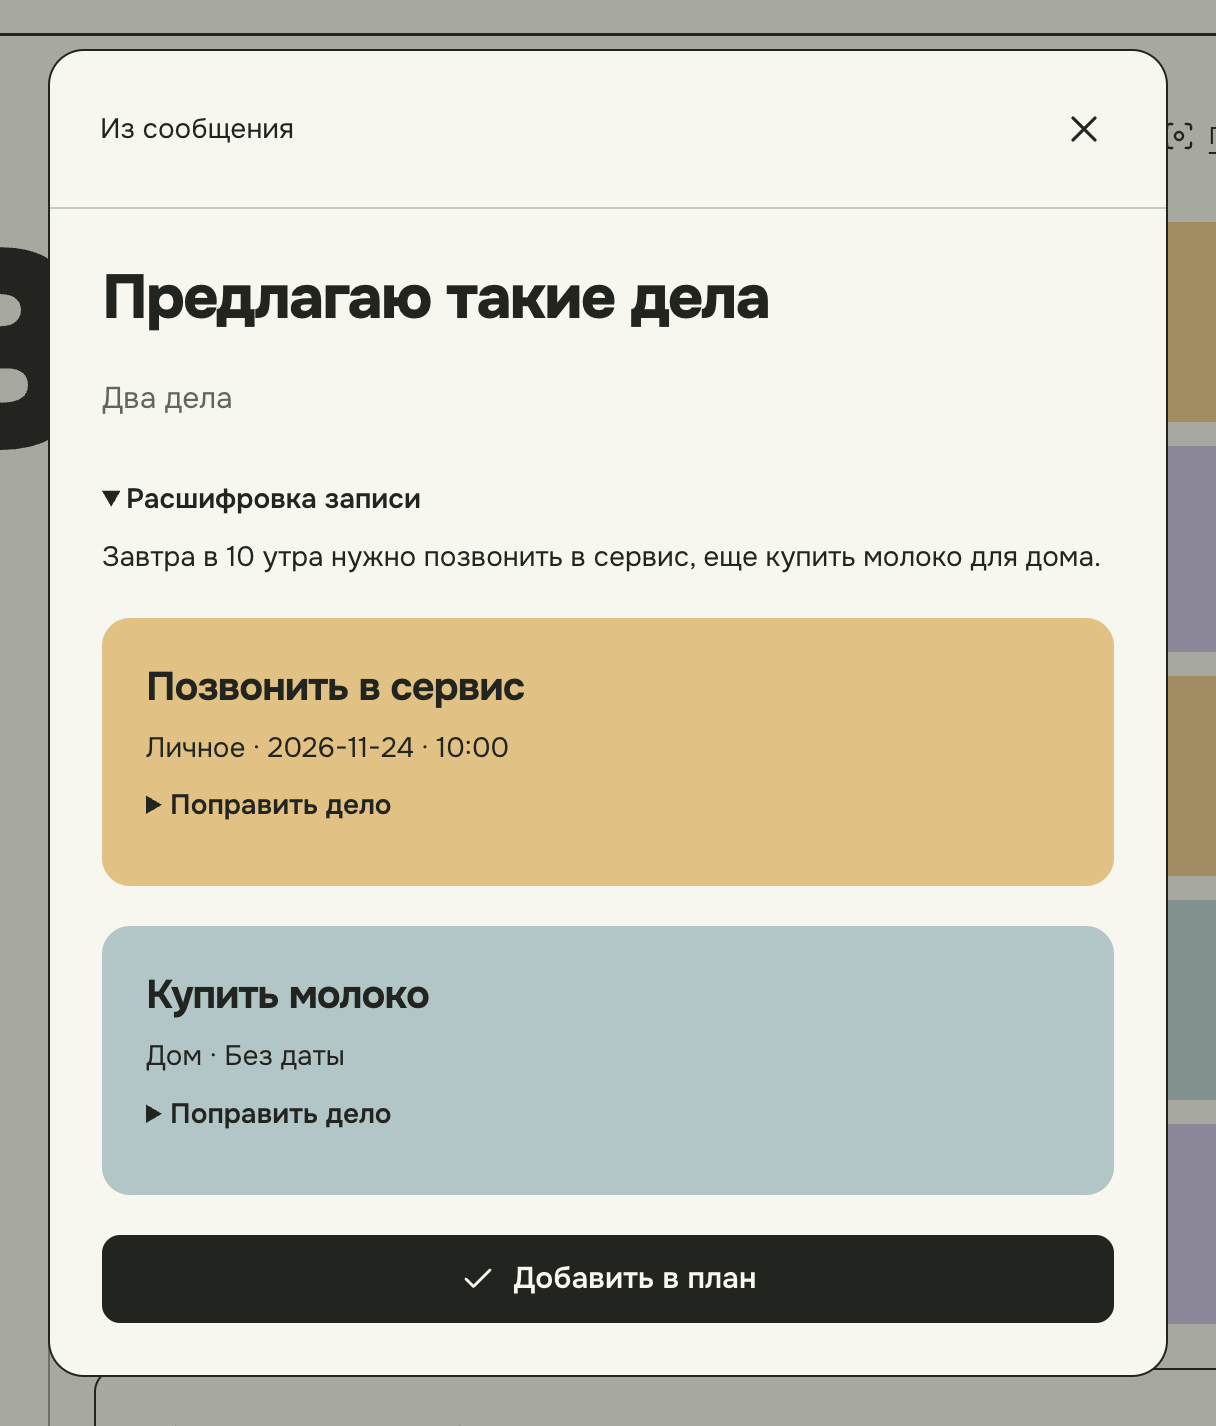 Из сообщения
Предлагаю такие дела
Два дела
Расшифровка записи
Завтра в 10 утра нужно позвонить в сервис, еще купить молоко для дома.
Позвонить в сервис
Личное · 2026-11-24 · 10:00
Поправить дело
Купить молоко
Дом · Без даты
Поправить дело
Добавить в план